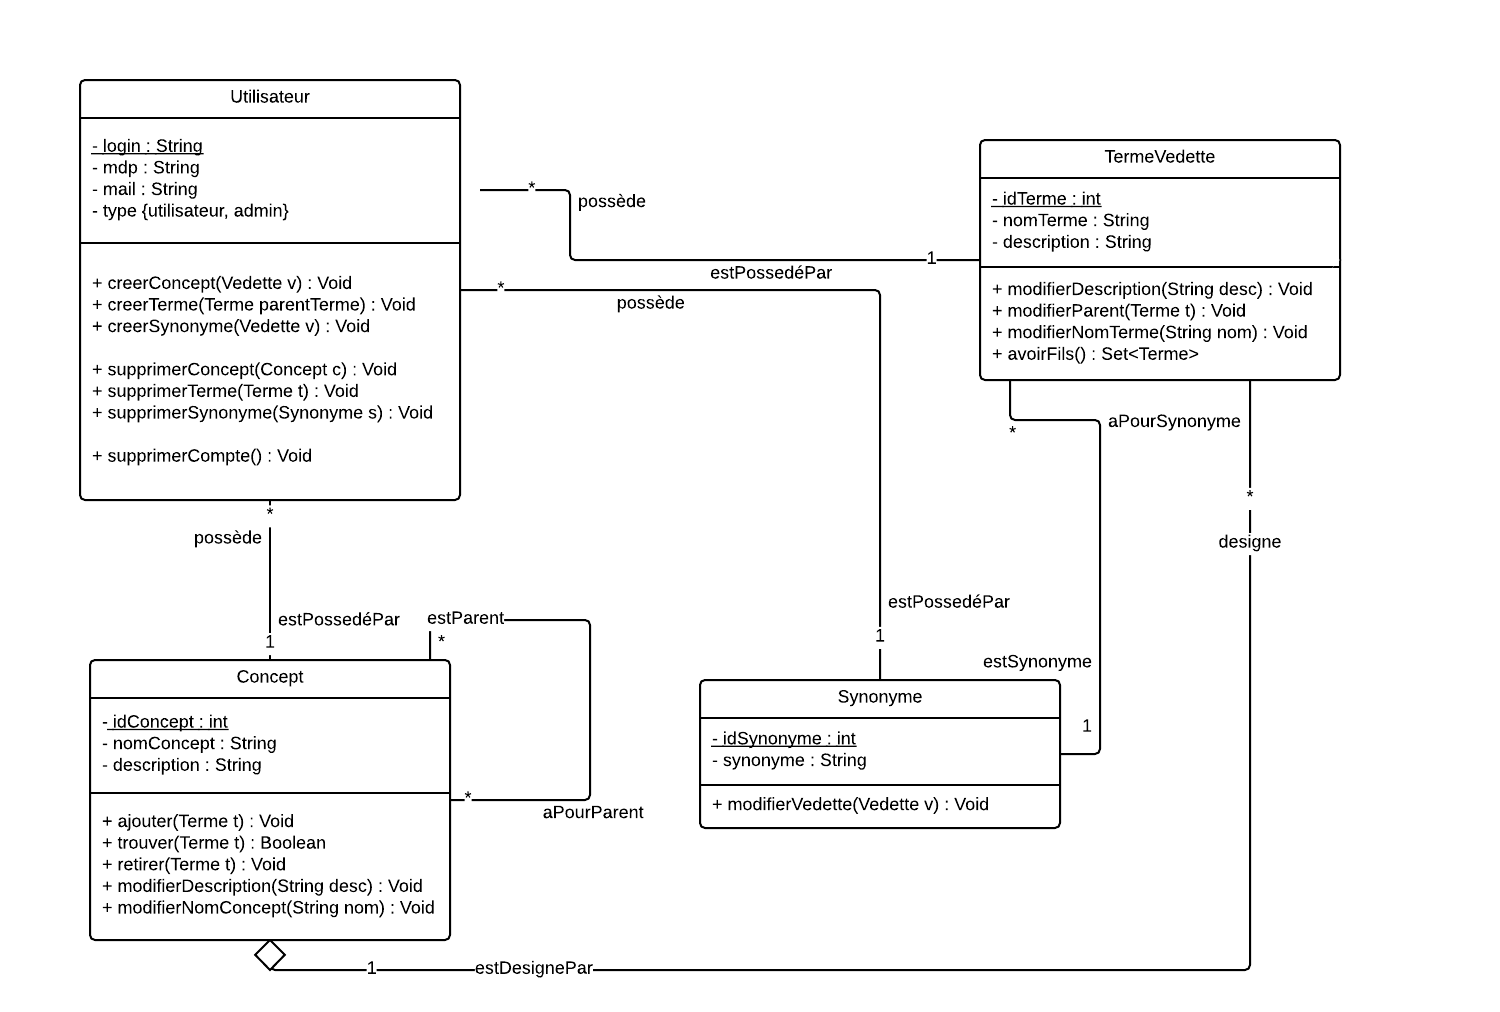 Utilisateur
- login : String
- mdp : String
- mail : String
- type {utilisateur, admin}
+ creerConcept(Vedette v) : Void
+ creerTerme(Terme parentTerme) : Void
+ creerSynonyme(Vedette v) : Void
+ supprimerConcept(Concept c) : Void
+ supprimerTerme(Terme t) : Void
+ supprimerSynonyme(Synonyme s) : Void
+ supprimerCompte() : Void
*
possède
estPossedéPar
1
*
possède
estPossedéPar
1
*
possède
estPossedéPar
1
TermeVedette
- idTerme : int
- nomTerme : String
- description : String
+ modifierDescription(String desc) : Void
+ modifierParent(Terme t) : Void
+ modifierNomTerme(String nom) : Void
+ avoirFils() : Set<Terme>
*
aPourSynonyme
estSynonyme
1
*
designe
estParent
*
*
aPourParent
Concept
- idConcept : int
- nomConcept : String
- description : String
+ ajouter(Terme t) : Void
+ trouver(Terme t) : Boolean
+ retirer(Terme t) : Void
+ modifierDescription(String desc) : Void
+ modifierNomConcept(String nom) : Void
Synonyme
- idSynonyme : int
- synonyme : String
+ modifierVedette(Vedette v) : Void
1
estDesignePar